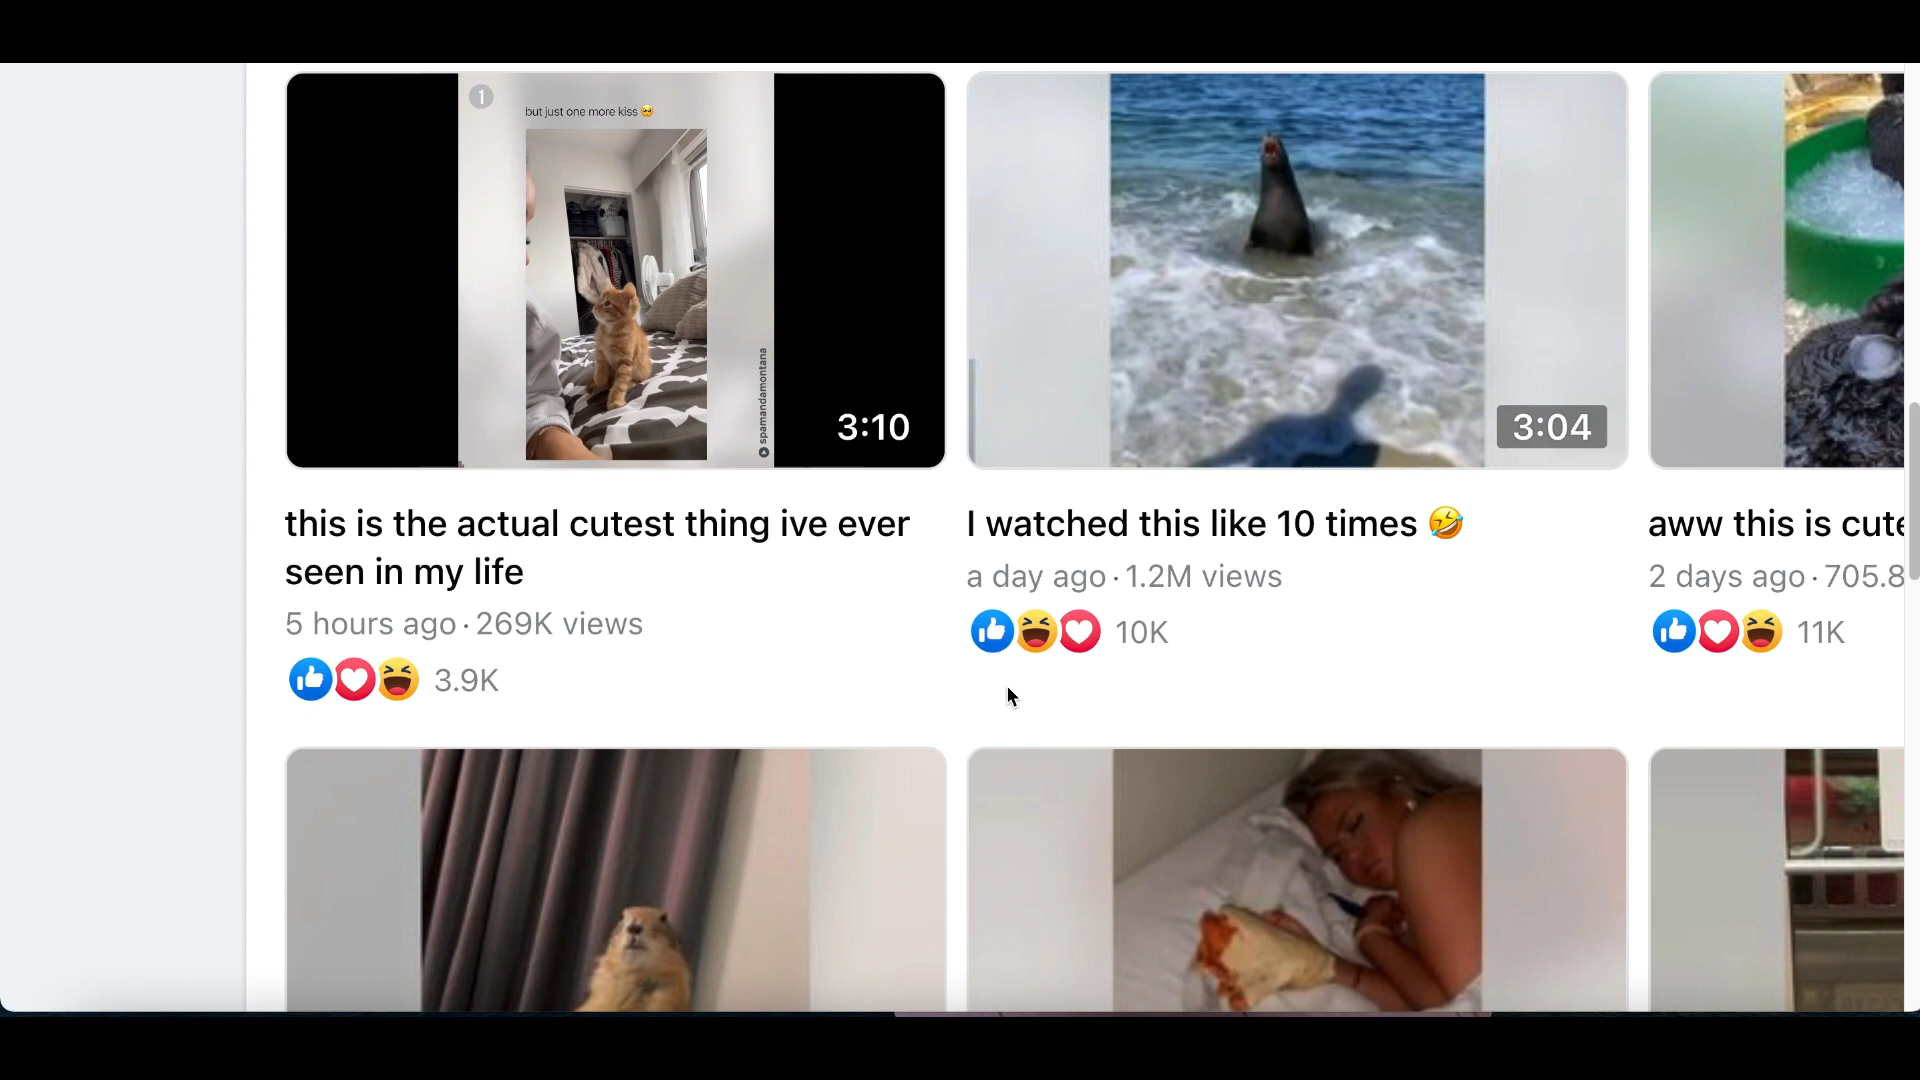 1
but just one more kiss 🥺
spamandamontana
3:10
3:04
this is the actual cutest thing ive ever
seen in my life
5 hours ago · 269K views
3.9K
I watched this like 10 times 🤣
a day ago · 1.2M views
10K
aww this is cute
2 days ago · 705.8
11K